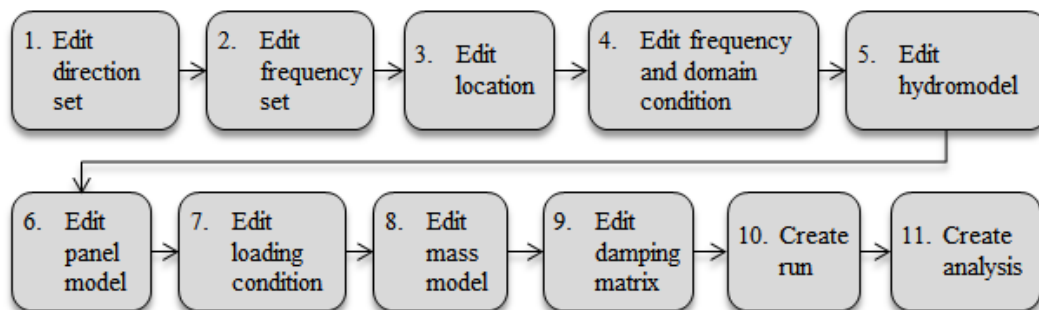 1. Edit
direction
set
2. Edit
frequency
set
3. Edit
location
4. Edit frequency
and domain
condition
5. Edit
hydromodel
6. Edit
panel
model
7. Edit
loading
condition
8. Edit
mass
model
9. Edit
damping
matrix
10. Create
run
11. Create
analysis